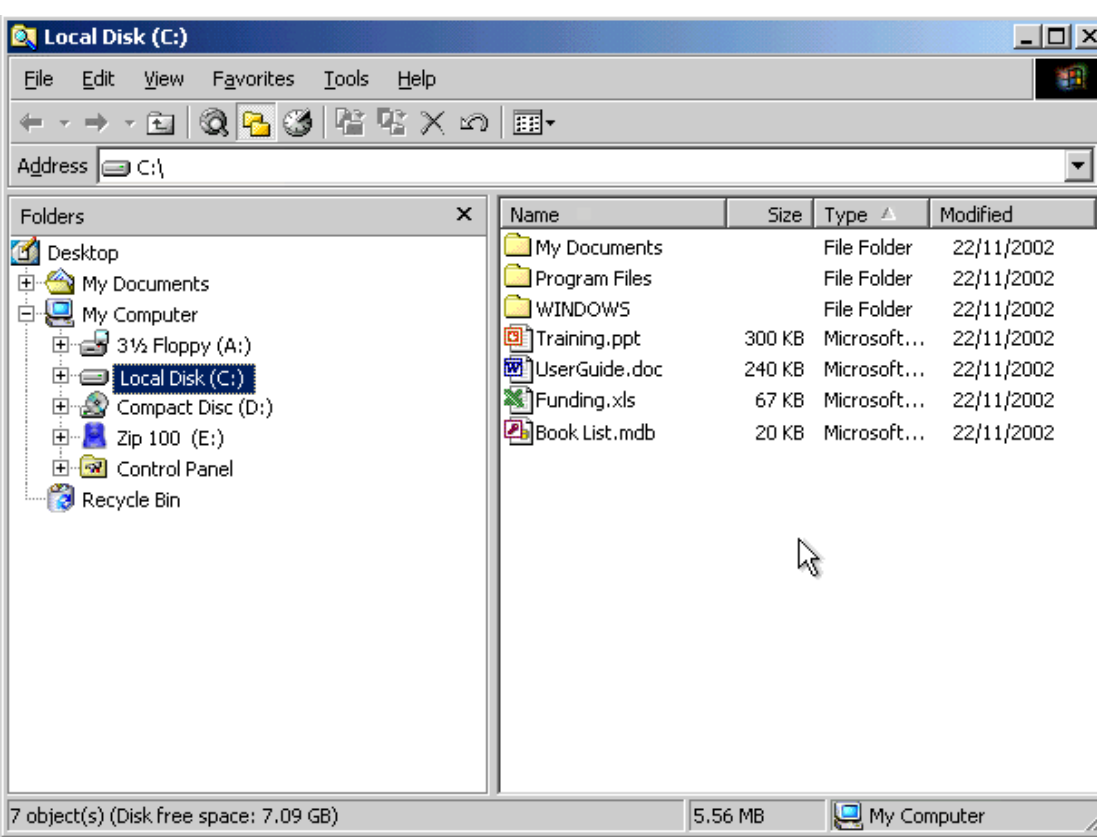 Local Disk (C:)
File Edit View Favorites Tools Help
Address C:\
Folders x
Desktop
My Documents
My Computer
3½ Floppy (A:)
Local Disk (C:)
Compact Disc (D:)
Zip 100 (E:)
Control Panel
Recycle Bin
Name Size Type Modified
My Documents File Folder 22/11/2002
Program Files File Folder 22/11/2002
WINDOWS File Folder 22/11/2002
Training.ppt 300 KB Microsoft... 22/11/2002
UserGuide.doc 240 KB Microsoft... 22/11/2002
Funding.xls 67 KB Microsoft... 22/11/2002
Book List.mdb 20 KB Microsoft... 22/11/2002
7 object(s) (Disk free space: 7.09 GB) 5.56 MB My Computer